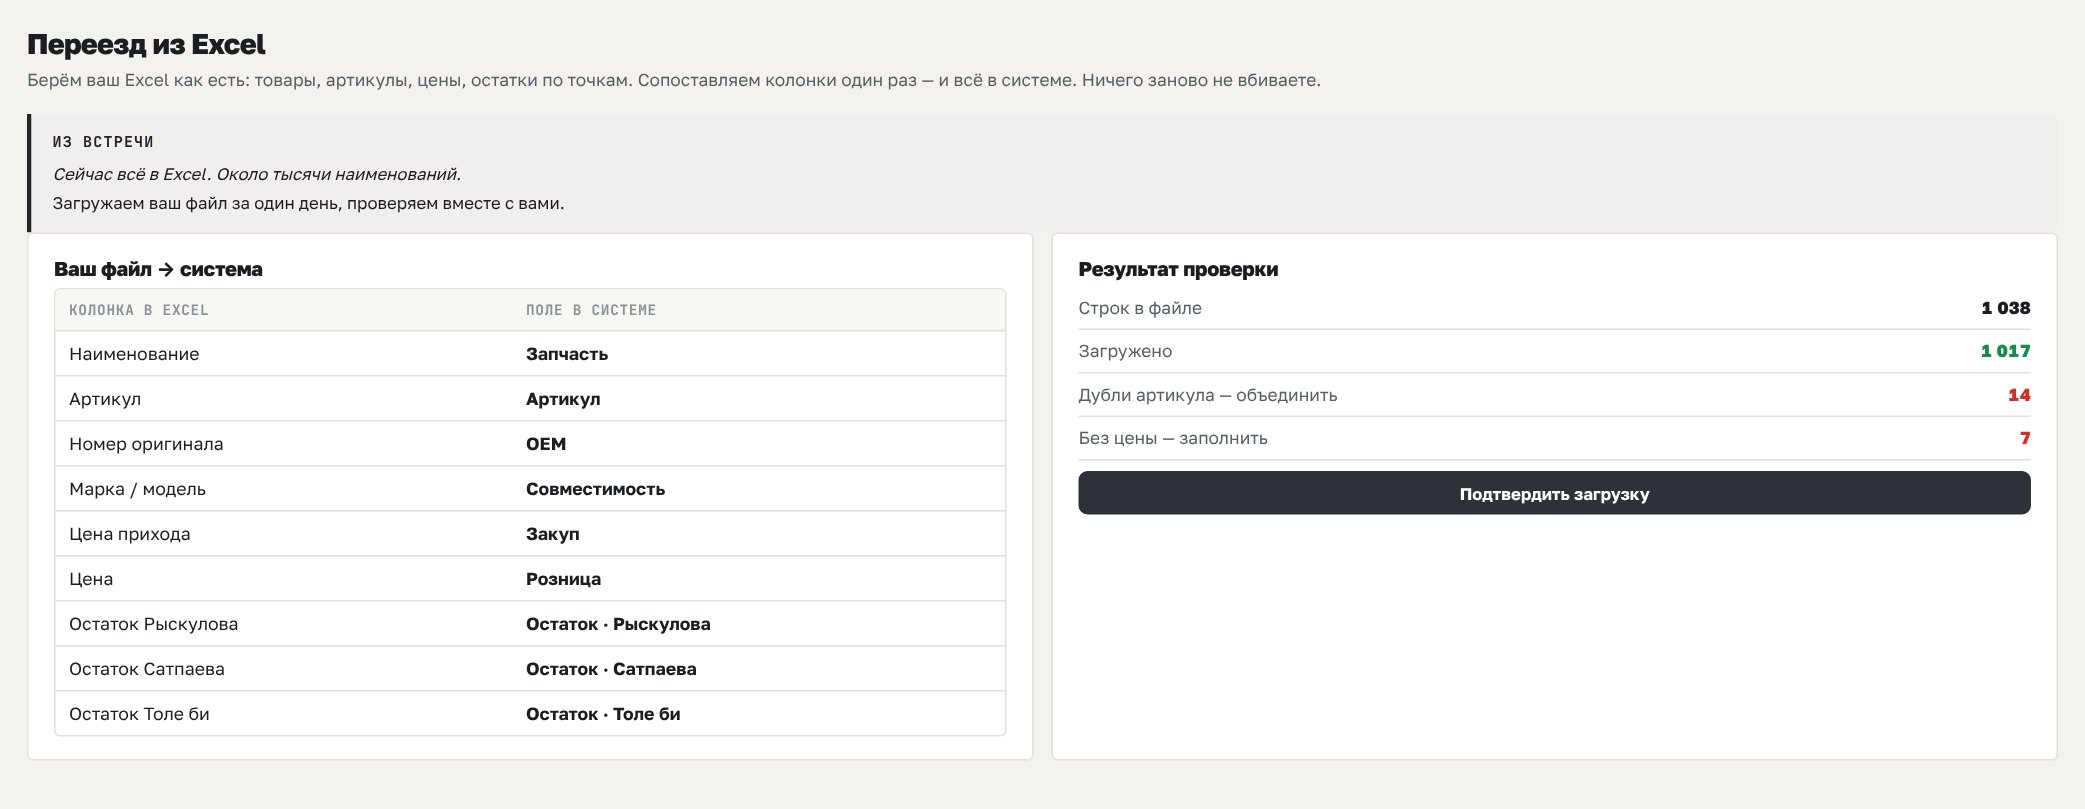 Переезд из Excel
Берём ваш Excel как есть: товары, артикулы, цены, остатки по точкам. Сопоставляем колонки один раз — и всё в системе. Ничего заново не вбиваете.
ИЗ ВСТРЕЧИ
Сейчас всё в Excel. Около тысячи наименований.
Загружаем ваш файл за один день, проверяем вместе с вами.
Ваш файл → система
КОЛОНКА В EXCEL ПОЛЕ В СИСТЕМЕ
Наименование Запчасть
Артикул Артикул
Номер оригинала OEM
Марка / модель Совместимость
Цена прихода Закуп
Цена Розница
Остаток Рыскулова Остаток · Рыскулова
Остаток Сатпаева Остаток · Сатпаева
Остаток Толе би Остаток · Толе би
Результат проверки
Строк в файле 1 038
Загружено 1 017
Дубли артикула — объединить 14
Без цены — заполнить 7
Подтвердить загрузку